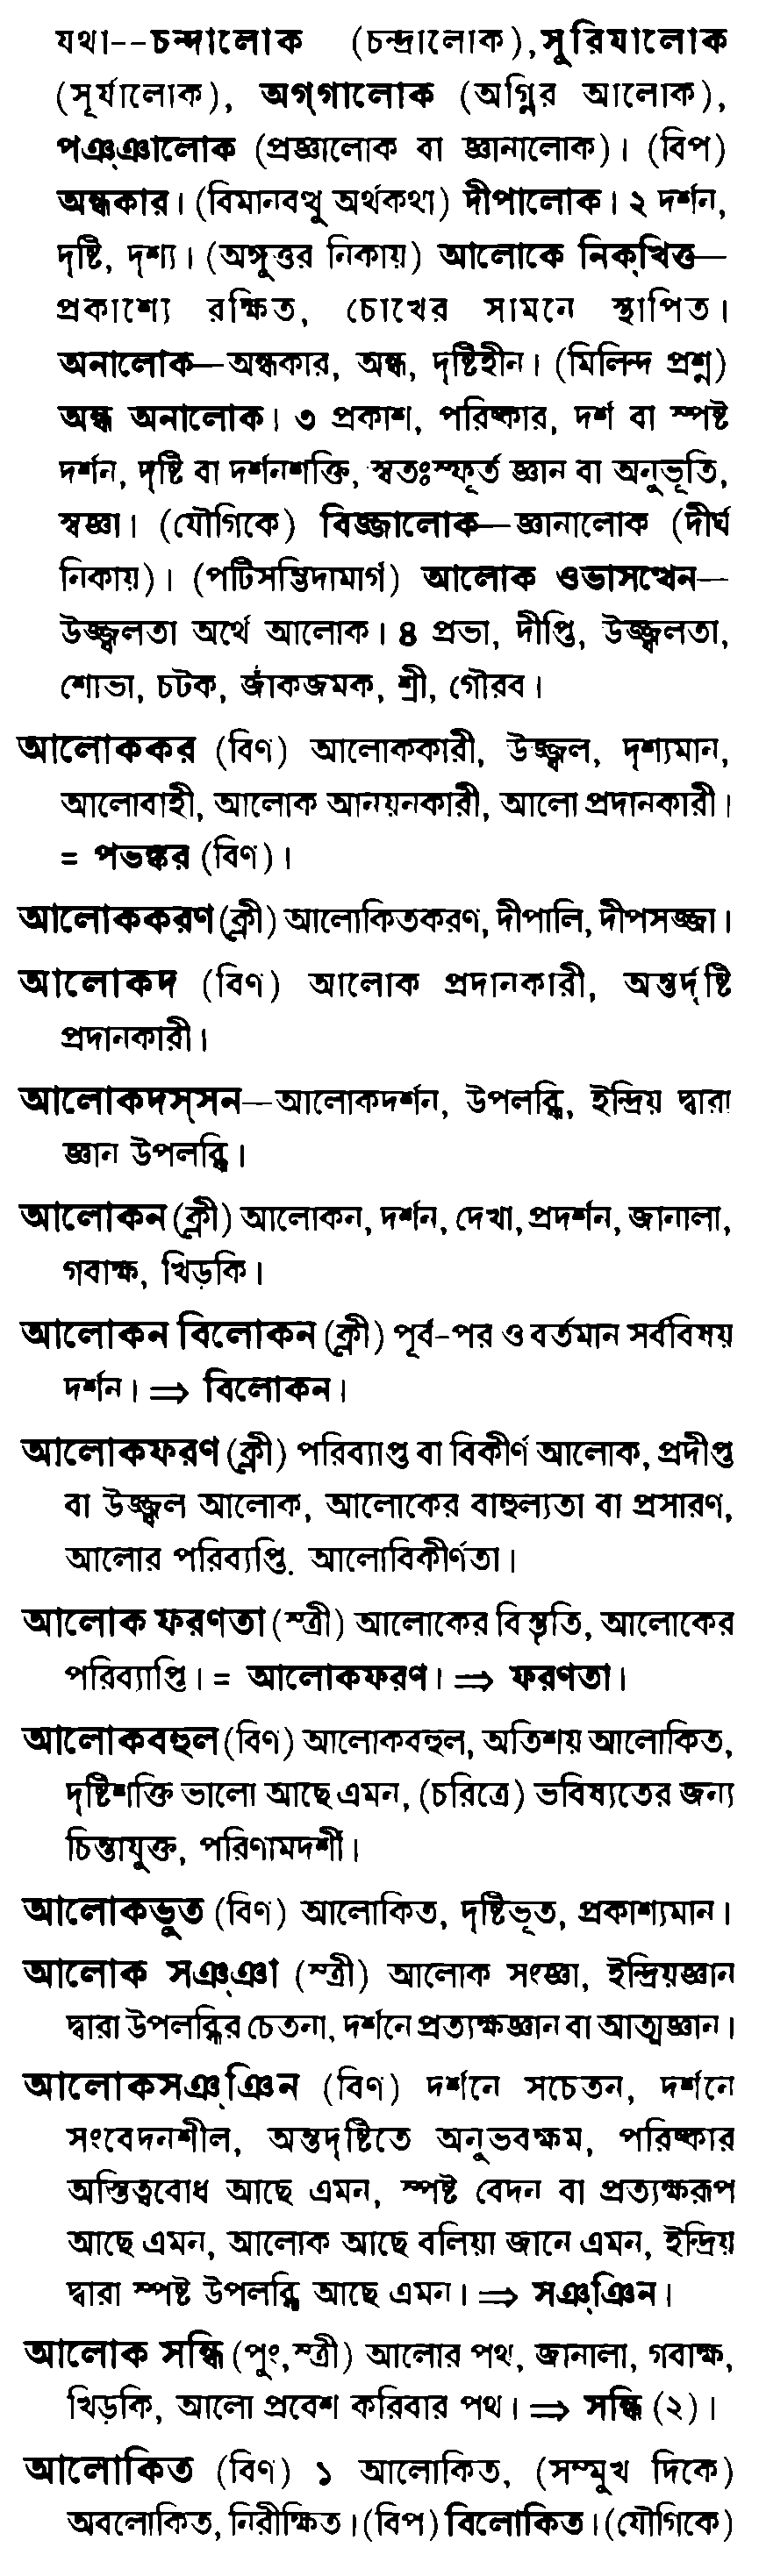 যথা--চন্দালোক (চন্দ্রালোক), সুরিযালোক
(সূর্যালোক), অগ্গালোক (অগ্নির আলোক),
পঞ্ঞালোক (প্রজ্ঞালোক বা জ্ঞানালোক)। (বিপ)
অন্ধকার। (বিমানবত্থু অর্থকথা) দীপালোক। ২ দর্শন,
দৃষ্টি, দৃশ্য। (অঙ্গুত্তর নিকায়) আলোকে নিক্খিত্ত—
প্রকাশ্যে রক্ষিত, চোখের সামনে স্থাপিত।
অনালোক—অন্ধকার, অন্ধ, দৃষ্টিহীন। (মিলিন্দ প্রশ্ন)
অন্ধ অনালোক। ৩ প্রকাশ, পরিষ্কার, দর্শ বা স্পষ্ট
দর্শন, দৃষ্টি বা দর্শনশক্তি, স্বতঃস্ফূর্ত জ্ঞান বা অনুভূতি,
স্বজ্ঞা। (যৌগিকে) বিজ্জালোক—জ্ঞানালোক (দীর্ঘ
নিকায়)। (পটিসম্ভিদামার্গ) আলোক ওভাসত্থেন—
উজ্জ্বলতা অর্থে আলোক। ৪ প্রভা, দীপ্তি, উজ্জ্বলতা,
শোভা, চটক, জাঁকজমক, শ্রী, গৌরব।
আলোককর (বিণ) আলোককারী, উজ্জ্বল, দৃশ্যমান,
আলোবাহী, আলোক আনয়নকারী, আলো প্রদানকারী।
= পভঙ্কর (বিণ)।
আলোককরণ (ক্লী) আলোকিতকরণ, দীপালি, দীপসজ্জা।
আলোকদ (বিণ) আলোক প্রদানকারী, অন্তর্দৃষ্টি
প্রদানকারী।
আলোকদস্সন—আলোকদর্শন, উপলব্ধি, ইন্দ্রিয় দ্বারা
জ্ঞান উপলব্ধি।
আলোকন (ক্লী) আলোকন, দর্শন, দেখা, প্রদর্শন, জানালা,
গবাক্ষ, খিড়কি।
আলোকন বিলোকন (ক্লী) পূর্ব-পর ও বর্তমান সর্ববিষয়
দর্শন। ⇒ বিলোকন।
আলোকফরণ (ক্লী) পরিব্যাপ্ত বা বিকীর্ণ আলোক, প্রদীপ্ত
বা উজ্জ্বল আলোক, আলোকের বাহুল্যতা বা প্রসারণ,
আলোর পরিব্যপ্তি. আলোবিকীর্ণতা।
আলোক ফরণতা (স্ত্রী) আলোকের বিস্তৃতি, আলোকের
পরিব্যাপ্তি। = আলোকফরণ। ⇒ ফরণতা।
আলোকবহুল (বিণ) আলোকবহুল, অতিশয় আলোকিত,
দৃষ্টিশক্তি ভালো আছে এমন, (চরিত্রে) ভবিষ্যতের জন্য
চিন্তাযুক্ত, পরিণামদর্শী।
আলোকভুত (বিণ) আলোকিত, দৃষ্টিভূত, প্রকাশ্যমান।
আলোক সঞ্ঞা (স্ত্রী) আলোক সংজ্ঞা, ইন্দ্রিয়জ্ঞান
দ্বারা উপলব্ধির চেতনা, দর্শনে প্রত্যক্ষজ্ঞান বা আত্মজ্ঞান।
আলোকসঞ্ঞিন (বিণ) দর্শনে সচেতন, দর্শনে
সংবেদনশীল, অন্তদৃষ্টিতে অনুভবক্ষম, পরিষ্কার
অস্তিত্ববোধ আছে এমন, স্পষ্ট বেদন বা প্রত্যক্ষরূপ
আছে এমন, আলোক আছে বলিয়া জানে এমন, ইন্দ্রিয়
দ্বারা স্পষ্ট উপলব্ধি আছে এমন। ⇒ সঞ্ঞিন।
আলোক সন্ধি (পুং,স্ত্রী) আলোর পথ, জানালা, গবাক্ষ,
খিড়কি, আলো প্রবেশ করিবার পথ। ⇒ সন্ধি (২)।
আলোকিত (বিণ) ১ আলোকিত, (সম্মুখ দিকে)
অবলোকিত, নিরীক্ষিত। (বিপ) বিলোকিত। (যৌগিকে)